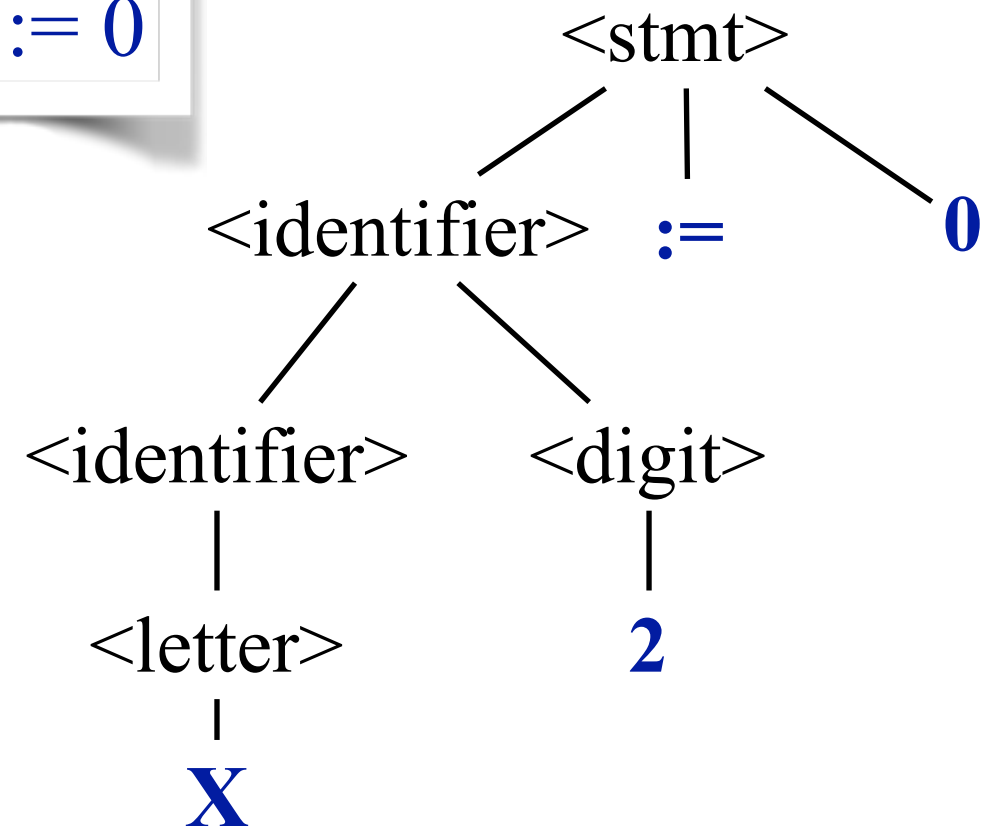 := 0
<stmt>
<identifier> := 0
<identifier> <digit>
<letter> 2
X